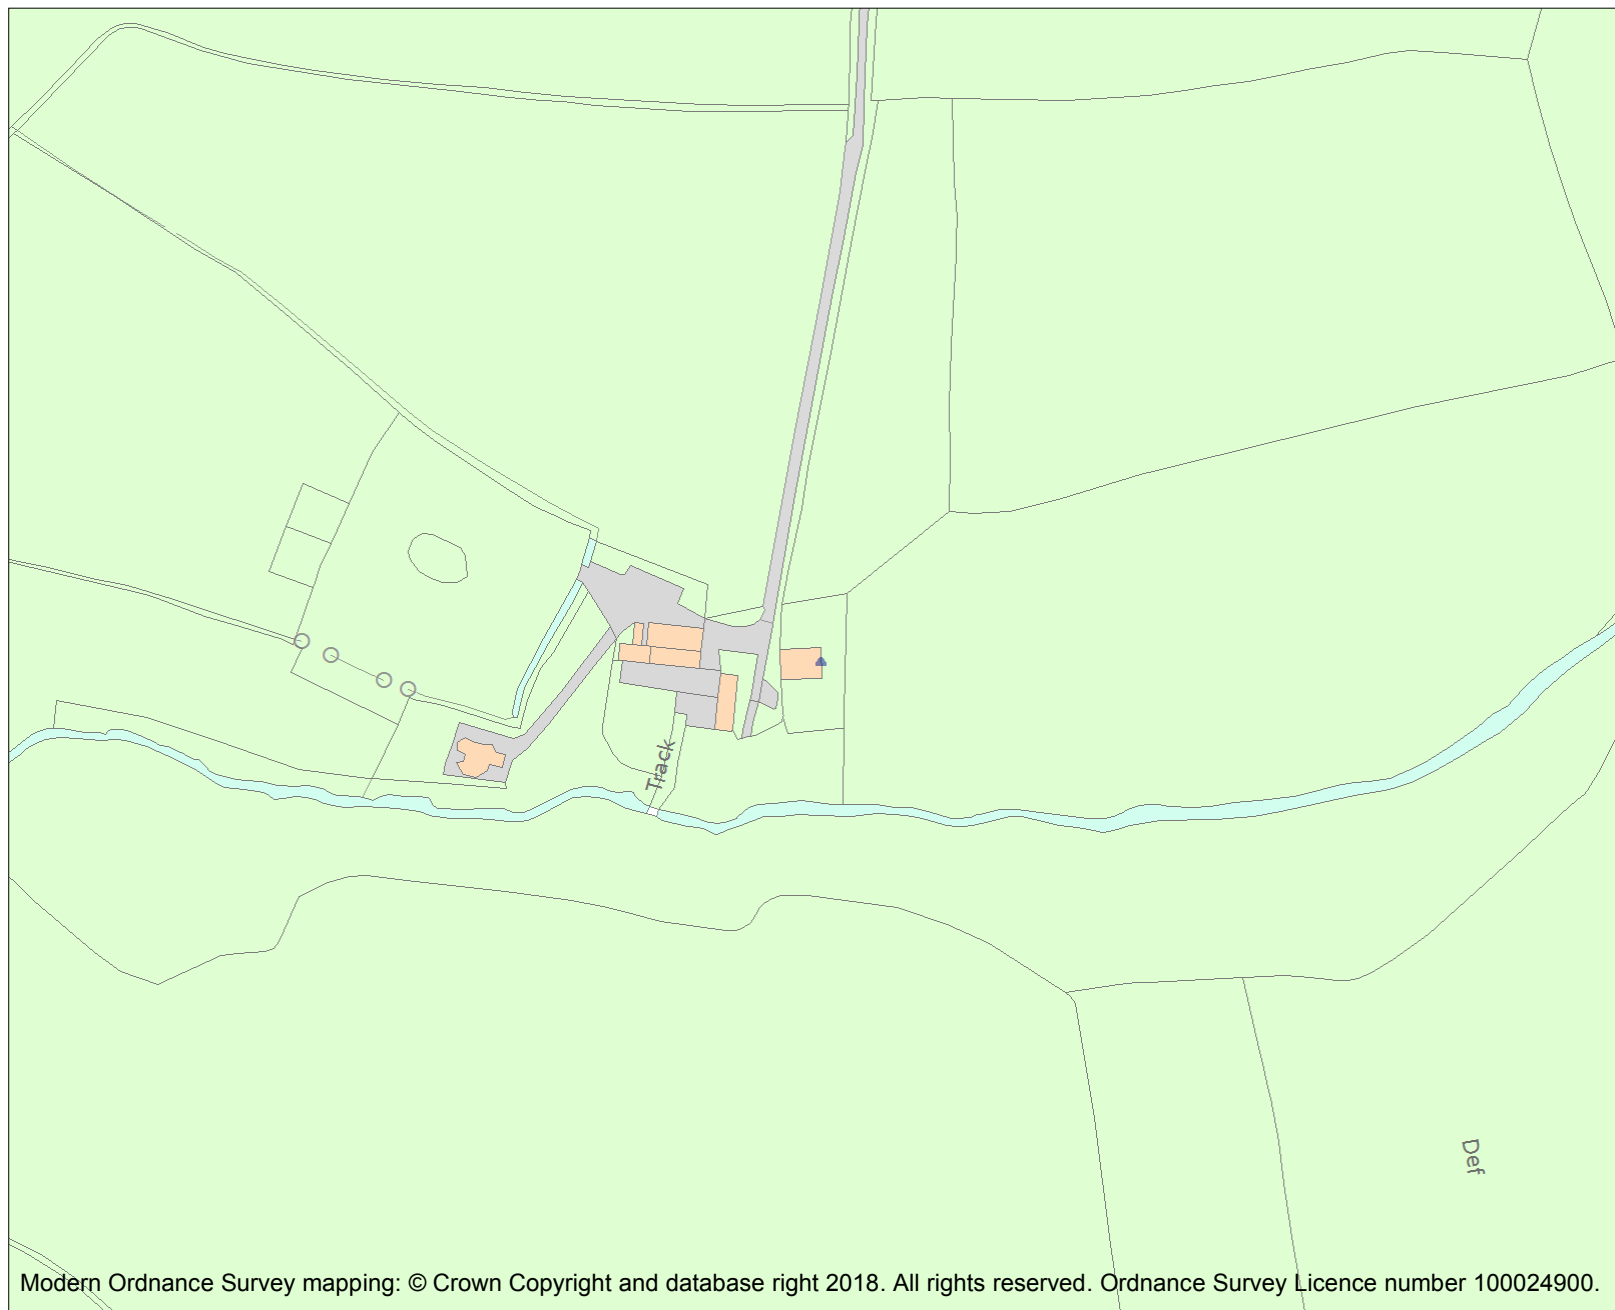 Track
Def
Modern Ordnance Survey mapping: © Crown Copyright and database right 2018. All rights reserved. Ordnance Survey Licence number 100024900.